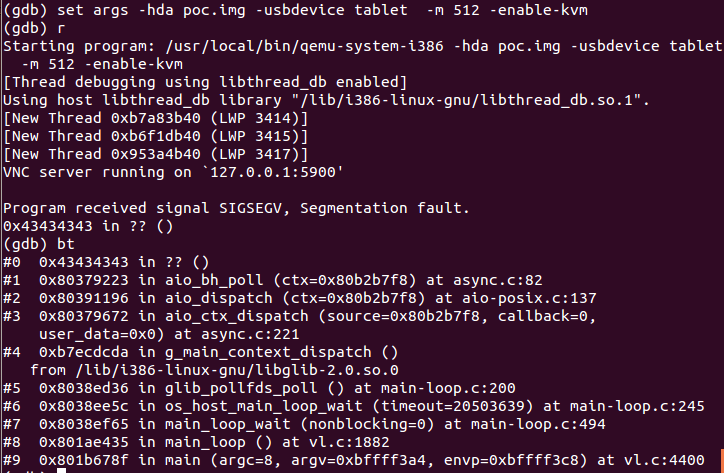 (gdb) set args -hda poc.img -usbdevice tablet  -m 512 -enable-kvm
(gdb) r
Starting program: /usr/local/bin/qemu-system-i386 -hda poc.img -usbdevice tablet
  -m 512 -enable-kvm
[Thread debugging using libthread_db enabled]
Using host libthread_db library "/lib/i386-linux-gnu/libthread_db.so.1".
[New Thread 0xb7a83b40 (LWP 3414)]
[New Thread 0xb6f1db40 (LWP 3415)]
[New Thread 0x953a4b40 (LWP 3417)]
VNC server running on `127.0.0.1:5900'

Program received signal SIGSEGV, Segmentation fault.
0x43434343 in ?? ()
(gdb) bt
#0  0x43434343 in ?? ()
#1  0x80379223 in aio_bh_poll (ctx=0x80b2b7f8) at async.c:82
#2  0x80391196 in aio_dispatch (ctx=0x80b2b7f8) at aio-posix.c:137
#3  0x80379672 in aio_ctx_dispatch (source=0x80b2b7f8, callback=0,
    user_data=0x0) at async.c:221
#4  0xb7ecdcda in g_main_context_dispatch ()
   from /lib/i386-linux-gnu/libglib-2.0.so.0
#5  0x8038ed36 in glib_pollfds_poll () at main-loop.c:200
#6  0x8038ee5c in os_host_main_loop_wait (timeout=20503639) at main-loop.c:245
#7  0x8038ef65 in main_loop_wait (nonblocking=0) at main-loop.c:494
#8  0x801ae435 in main_loop () at vl.c:1882
#9  0x801b678f in main (argc=8, argv=0xbffff3a4, envp=0xbffff3c8) at vl.c:4400